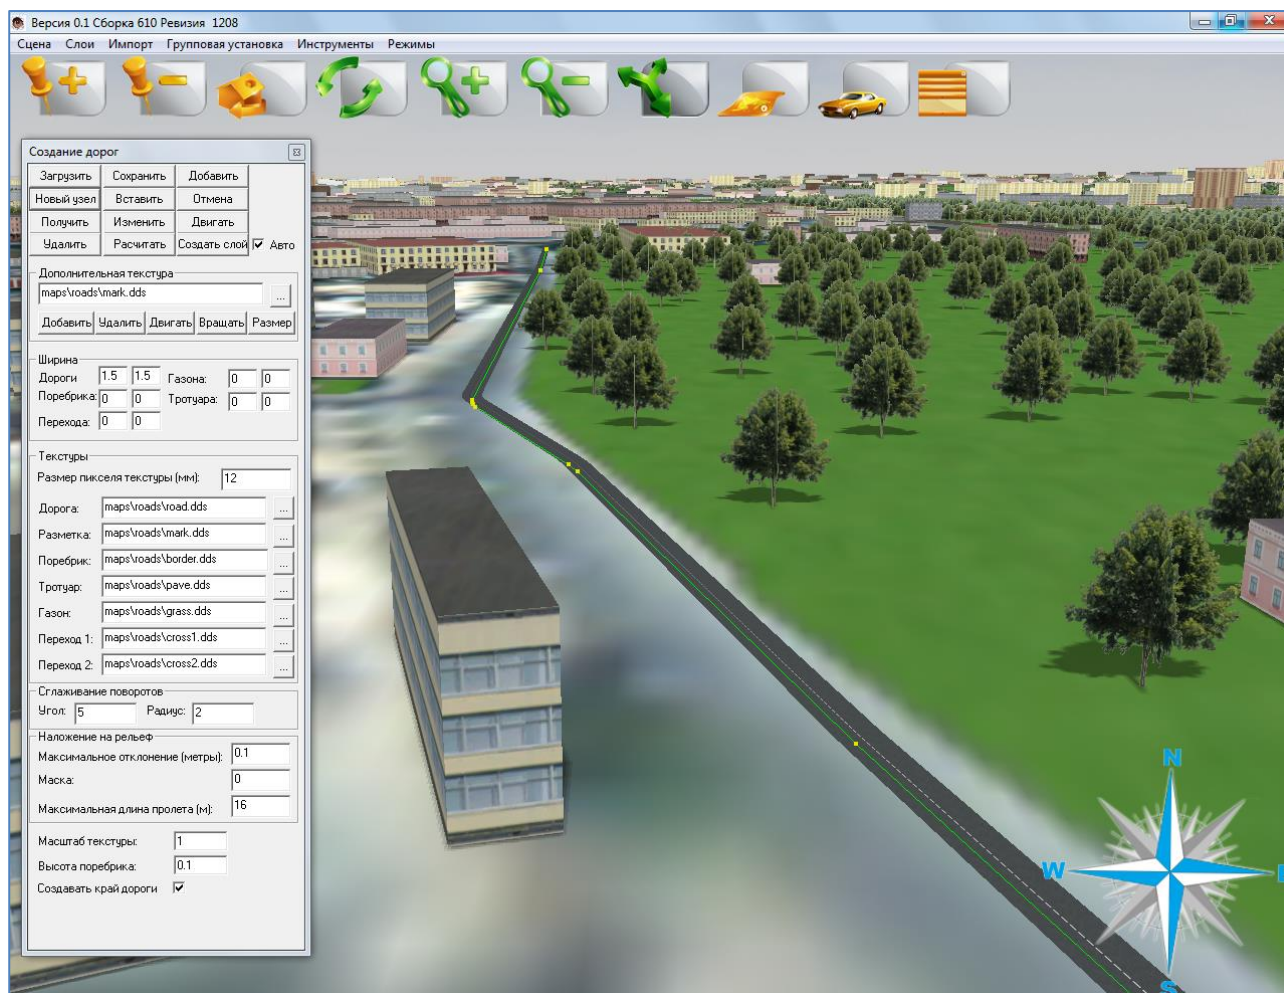 Версия 0.1 Сборка 610 Ревизия 1208
Сцена Слои Импорт Групповая установка Инструменты Режимы
Создание дорог
Загрузить Сохранить Добавить
Новый узел Вставить Отмена
Получить Изменить Двигать
Удалить Расчитать Создать слой Авто
Дополнительная текстура
maps\roads\mark.dds ...
Добавить Удалить Двигать Вращать Размер
Ширина
Дороги 1.5 1.5 Газона: 0 0
Поребрика: 0 0 Тротуара: 0 0
Перехода: 0 0
Текстуры
Размер пикселя текстуры (мм): 12
Дорога: maps\roads\road.dds ...
Разметка: maps\roads\mark.dds ...
Поребрик: maps\roads\border.dds ...
Тротуар: maps\roads\pave.dds ...
Газон: maps\roads\grass.dds ...
Переход 1: maps\roads\cross1.dds ...
Переход 2: maps\roads\cross2.dds ...
Сглаживание поворотов
Угол: 5 Радиус: 2
Наложение на рельеф
Максимальное отклонение (метры): 0.1
Маска: 0
Максимальная длина пролета (м): 16
Масштаб текстуры: 1
Высота поребрика: 0.1
Создавать край дороги
N
W
S